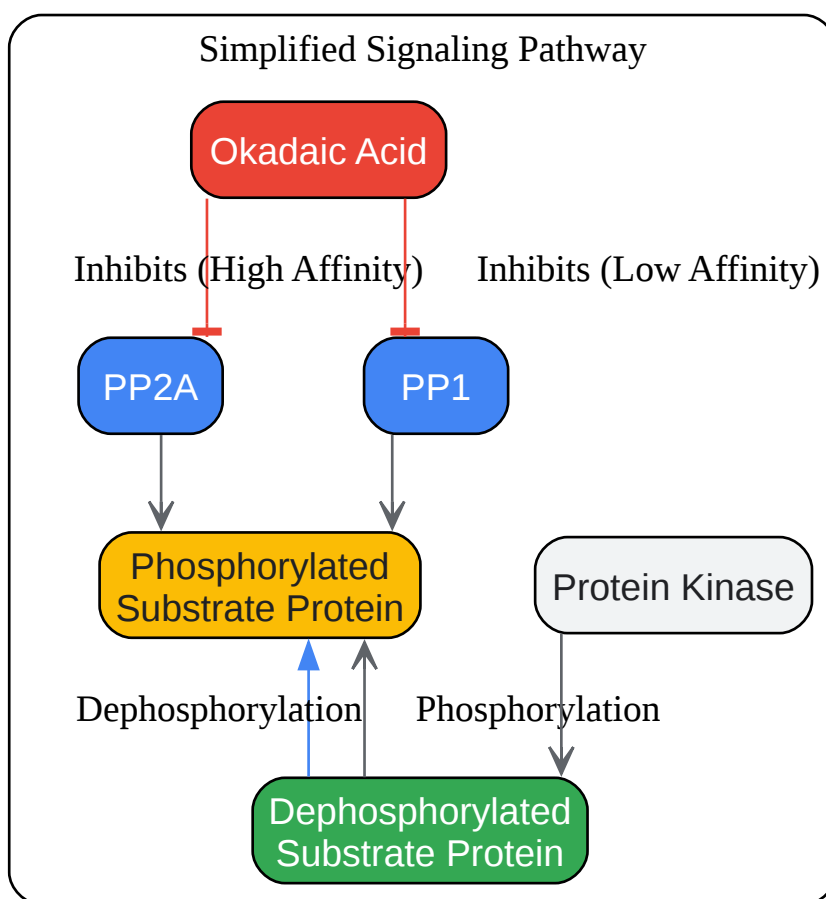 Simplified Signaling Pathway
Okadaic Acid
Inhibits (High Affinity)
Inhibits (Low Affinity)
PP2A
PP1
Phosphorylated
Substrate Protein
Protein Kinase
Dephosphorylation
Phosphorylation
Dephosphorylated
Substrate Protein